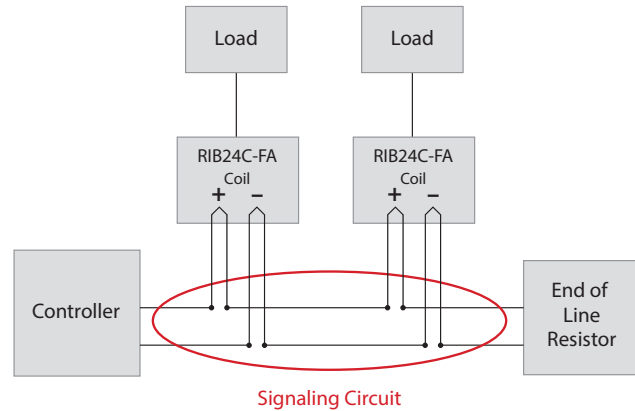 Load
Load
RIB24C-FA
Coil
+ –
RIB24C-FA
Coil
+ –
Controller
End of
Line
Resistor
Signaling Circuit